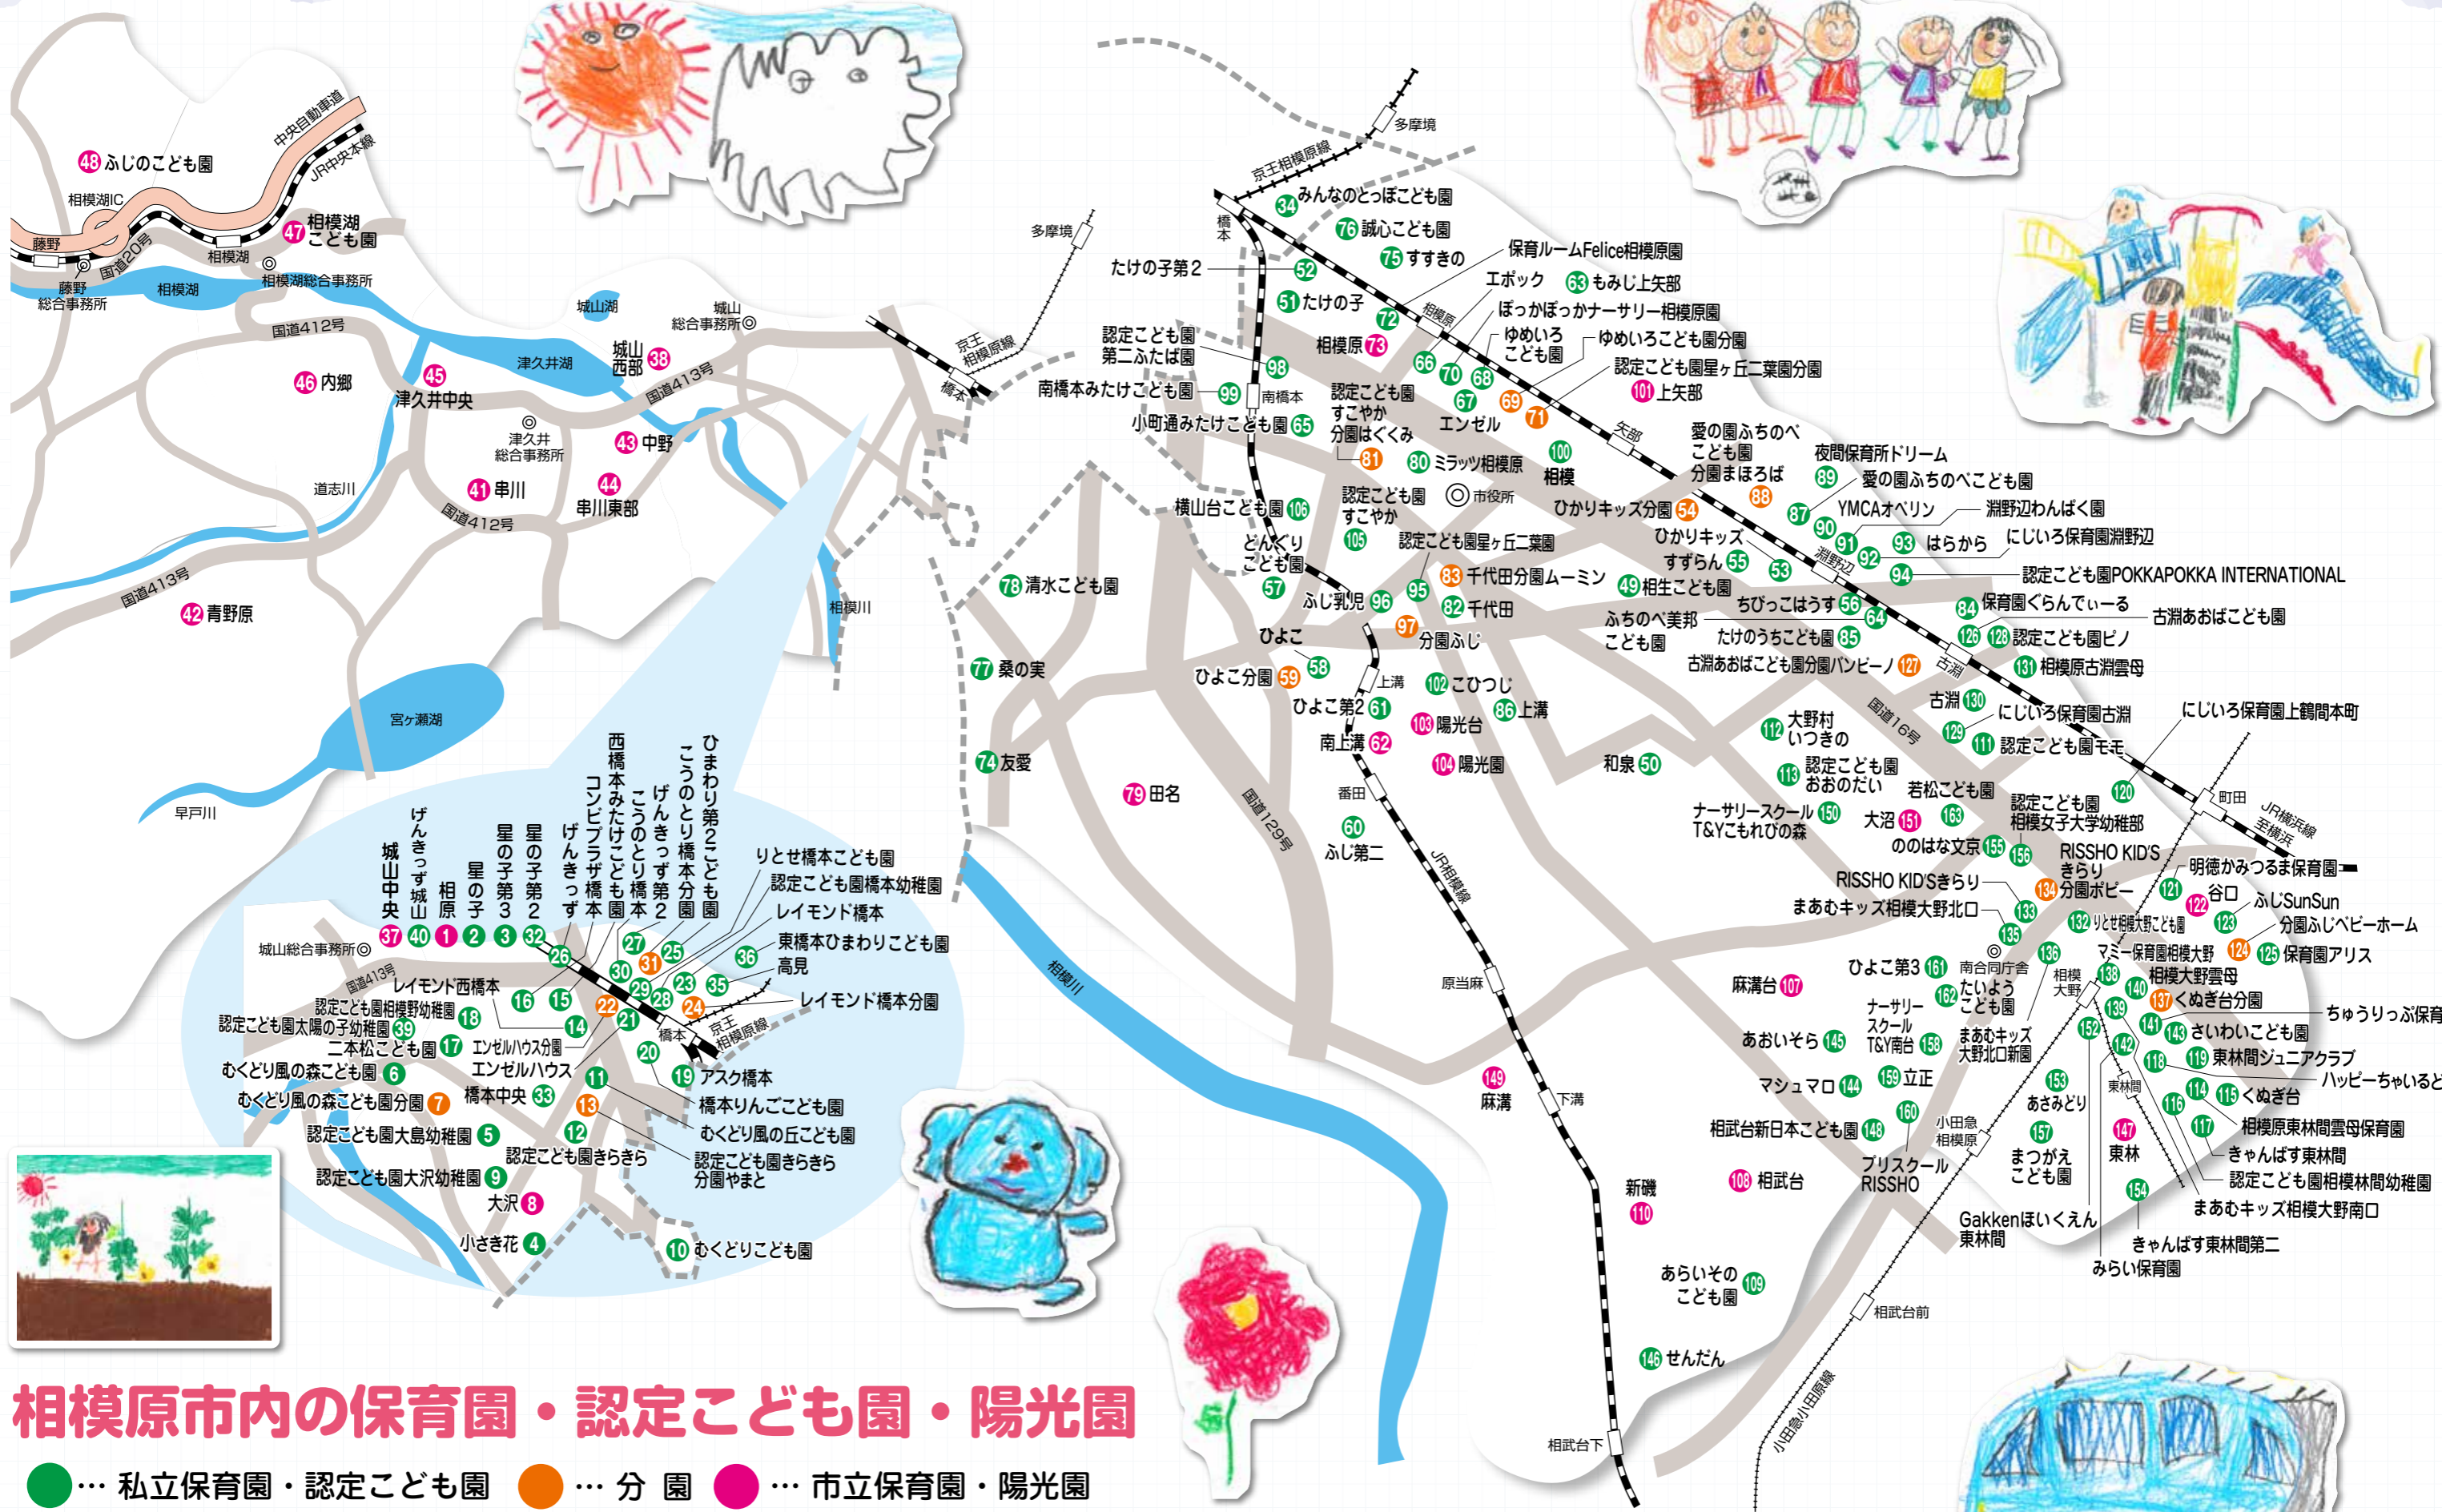 48 ふじのこども園
中央自動車道
JR中央本線
相模湖IC
47 相模湖
こども園
藤野
国道20号
相模湖
藤野
総合事務所
相模湖
相模湖総合事務所
国道412号
城山湖
城山
総合事務所
津久井湖
城山
西部 38
国道413号
46 内郷
45
津久井中央
津久井
総合事務所
43 中野
41 串川
44
串川東部
国道412号
道志川
国道413号
42 青野原
宮ヶ瀬湖
早戸川
多摩境
京王
相模原線
橋本
相模川
多摩境
京王相模原線
橋本
34 みんなのとっぽこども園
76 誠心こども園
75 すすきの
たけの子第2 52
51 たけの子
保育ルームFelice相模原園
72
エポック
63 もみじ上矢部
相模原
ぽっかぽっかナーサリー相模原園
相模原 73
ゆめいろ
こども園
ゆめいろこども園分園
認定こども園星ヶ丘二葉園分園
66
70
68
67
エンゼル
69
71
101 上矢部
認定こども園
第二ふたば園
98
南橋本みたけこども園 99
南橋本
小町通みたけこども園 65
認定こども園
すこやか
分園はぐくみ
81
80 ミラッツ相模原
100
相模
矢部
愛の園ふちのべ
こども園
分園まほろば
88
夜間保育所ドリーム
89
愛の園ふちのべこども園
87
市役所
横山台こども園 106
認定こども園
すこやか
105
ひかりキッズ分園 54
YMCAオベリン
90
淵野辺わんぱく園
91
にじいろ保育園淵野辺
92
93 はらから
どんぐり
こども園
57
認定こども園星ヶ丘二葉園
95
ひかりキッズ
53
すずらん 55
淵野辺
94 認定こども園POKKAPOKKA INTERNATIONAL
78 清水こども園
83 千代田分園ムーミン
49 相生こども園
ふじ乳児 96
82 千代田
ちびっこはうす 56
84 保育園ぐらんでぃーる
97
分園ふじ
ふちのべ美邦
こども園
64
古淵あおばこども園
126
128 認定こども園ピノ
たけのうちこども園 85
ひよこ
58
古淵あおばこども園分園バンビーノ 127
古淵
131 相模原古淵雲母
77 桑の実
ひよこ分園 59
上溝
102 こひつじ
ひよこ第2 61
86 上溝
103 陽光台
南上溝 62
104 陽光園
古淵 130
国道16号
にじいろ保育園古淵
129
にじいろ保育園上鶴間本町
120
112 大野村
いつきの
111 認定こども園モモ
74 友愛
和泉 50
113 認定こども園
おおのだい
79 田名
国道129号
番田
60
ふじ第二
ナーサリースクール
T&Yこもれびの森 150
若松こども園
163
大沼 151
認定こども園
相模女子大学幼稚部
156
ののはな文京 155
町田
JR横浜線
至横浜
JR相模線
RISSHO KID'S
きらり
分園ポピー
134
RISSHO KID'Sきらり
133
まあむキッズ相模大野北口
135
明徳かみつるま保育園
121
谷口
122
ふじSunSun
123
分園ふじベビーホーム
124
132 りとせ相模大野こども園
マミー保育園相模大野
138
125 保育園アリス
136
南合同庁舎
相模
大野
相模大野雲母
140
137 くぬぎ台分園
ひよこ第3 161
162 たいよう
こども園
139
141
ちゅうりっぷ保育
143 さいわいこども園
麻溝台 107
ナーサリー
スクール
T&Y南台 158
まあむキッズ
大野北口新園
152
142
118
119 東林間ジュニアクラブ
ハッピーちゃいるど
あおいそら 145
マシュマロ 144
159 立正
153
あさみどり
東林間
114
115 くぬぎ台
116
相模原東林間雲母保育園
117
きゃんばす東林間
相武台新日本こども園 148
160
プリスクール
RISSHO
小田急
相模原
157
まつがえ
こども園
147
東林
認定こども園相模林間幼稚園
まあむキッズ相模大野南口
154
Gakkenほいくえん
東林間
きゃんばす東林間第二
みらい保育園
原当麻
149
麻溝
下溝
108 相武台
新磯
110
あらいその
こども園 109
相武台前
146 せんだん
相武台下
小田急小田原線
相模川
城山中央
37
げんきっず城山
40
相原
1
星の子
2
星の子第3
3
星の子第2
32
げんきっず
コンビプラザ橋本
西橋本みたけこども園
こうのとり橋本
げんきっず第2
こうのとり橋本分園
ひまわり第2こども園
りとせ橋本こども園
認定こども園橋本幼稚園
レイモンド橋本
東橋本ひまわりこども園
36
高見
35
レイモンド橋本分園
24
城山総合事務所
国道413号
26
27
25
31
30
29
28
23
22
21
16
15
14
レイモンド西橋本
認定こども園相模野幼稚園 18
認定こども園太陽の子幼稚園 39
二本松こども園 17
エンゼルハウス分園
エンゼルハウス
橋本
京王
相模原線
むくどり風の森こども園 6
20
19 アスク橋本
むくどり風の森こども園分園 7
橋本中央 33
11
13
橋本りんごこども園
むくどり風の丘こども園
認定こども園大島幼稚園 5
12
認定こども園きらきら
認定こども園きらきら
分園やまと
認定こども園大沢幼稚園 9
大沢 8
小さき花 4
10 むくどりこども園
相模原市内の保育園・認定こども園・陽光園
… 私立保育園・認定こども園 … 分 園 … 市立保育園・陽光園